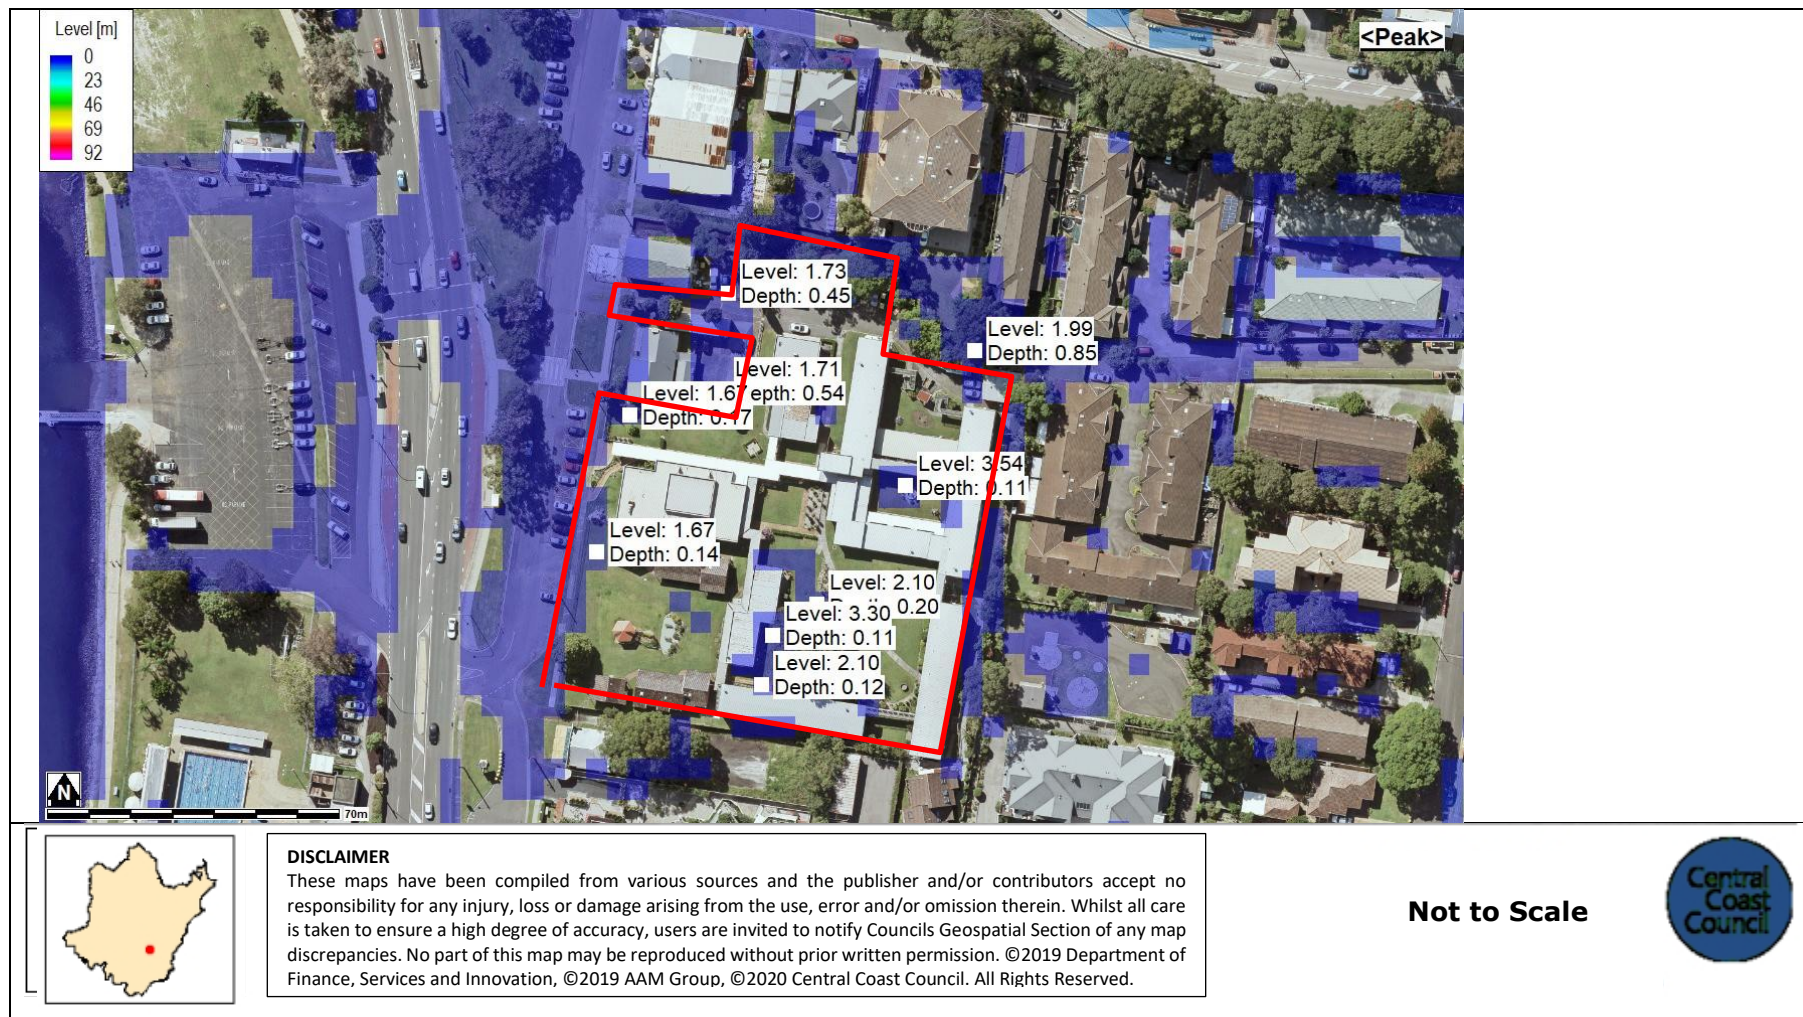 Level [m]
0
23
46
69
92
<Peak>
Level: 1.73
Depth: 0.45
Level: 1.99
Depth: 0.85
Level: 1.71
epth: 0.54
Level: 1.67
Depth: 0.17
Level: 3.54
Depth: 0.11
Level: 1.67
Depth: 0.14
Level: 2.10
0.20
Level: 3.30
Depth: 0.11
Level: 2.10
Depth: 0.12
N
70m
DISCLAIMER
These maps have been compiled from various sources and the publisher and/or contributors accept no
responsibility for any injury, loss or damage arising from the use, error and/or omission therein. Whilst all care
is taken to ensure a high degree of accuracy, users are invited to notify Councils Geospatial Section of any map
discrepancies. No part of this map may be reproduced without prior written permission. ©2019 Department of
Finance, Services and Innovation, ©2019 AAM Group, ©2020 Central Coast Council. All Rights Reserved.
Not to Scale
Central
Coast
Council